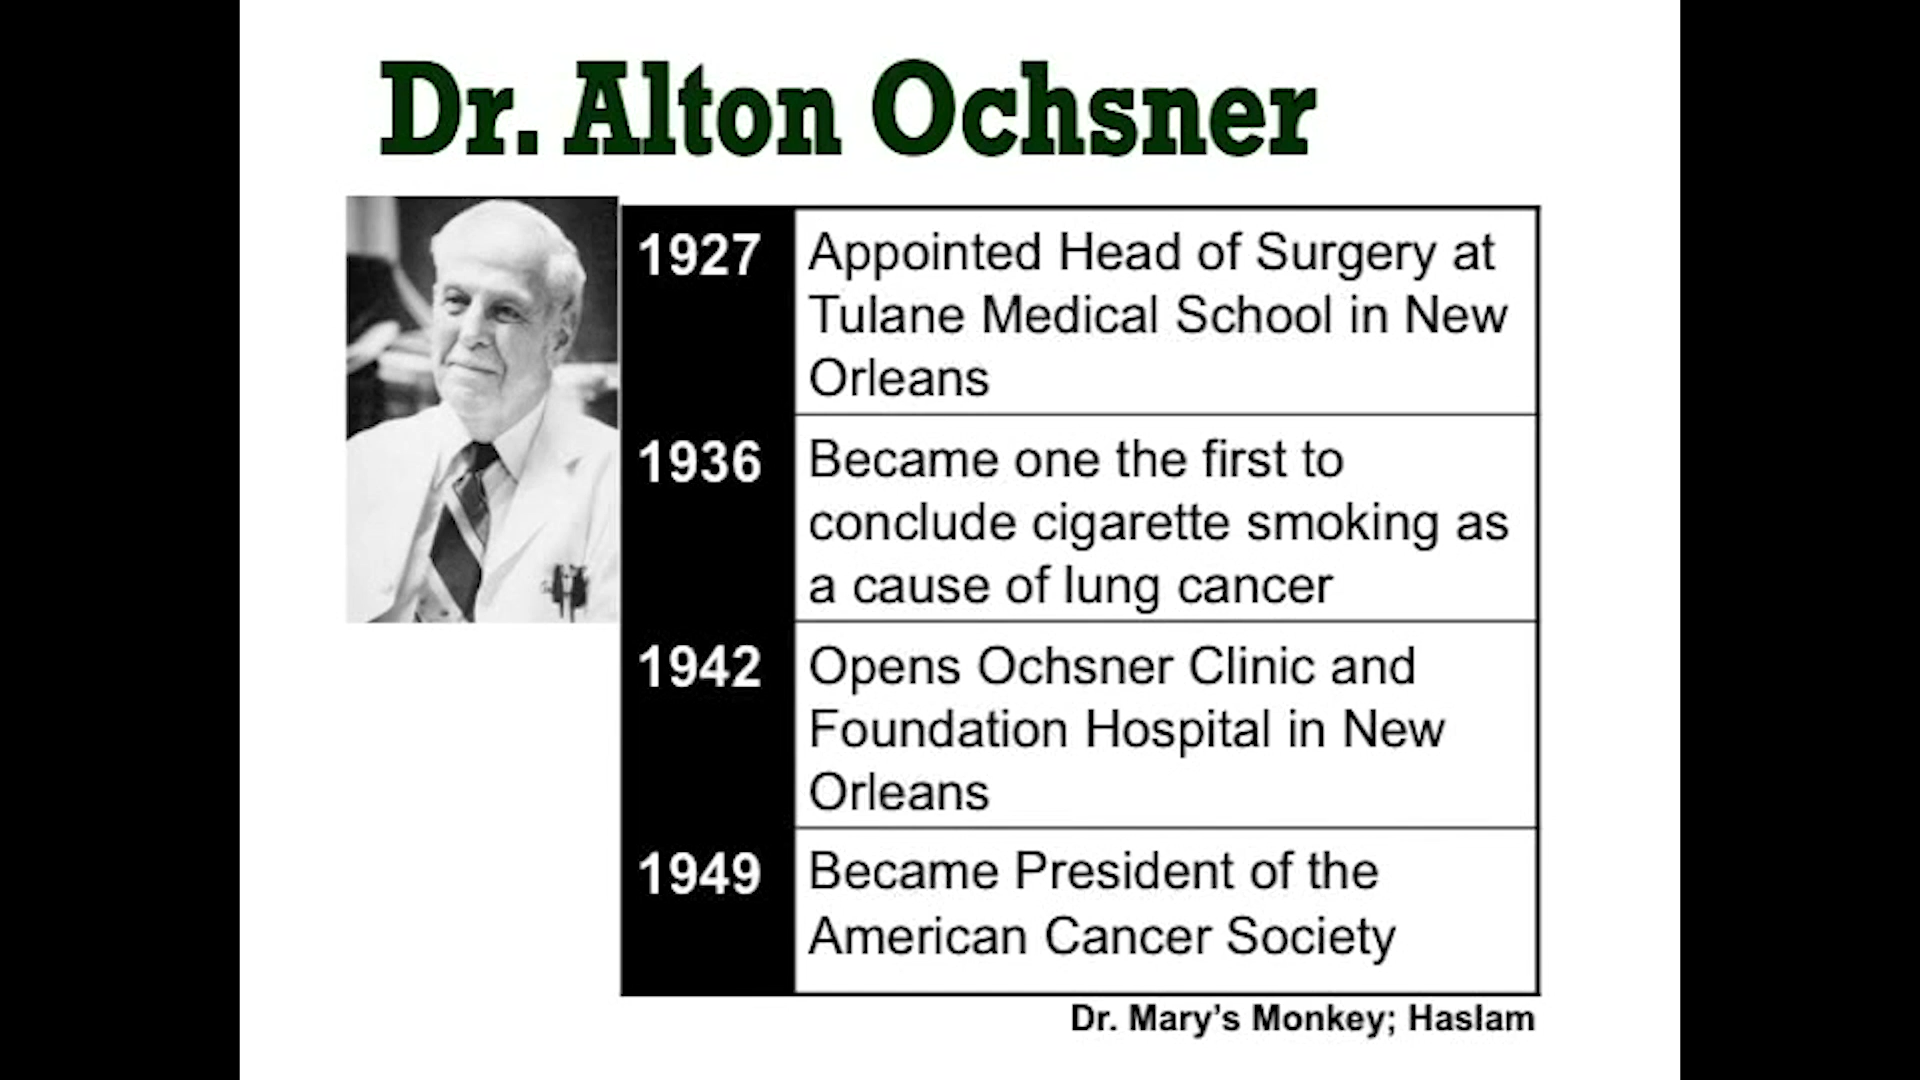 Dr. Alton Ochsner
1927
Appointed Head of Surgery at
Tulane Medical School in New
Orleans
1936
Became one the first to
conclude cigarette smoking as
a cause of lung cancer
1942
Opens Ochsner Clinic and
Foundation Hospital in New
Orleans
1949
Became President of the
American Cancer Society
Dr. Mary's Monkey; Haslam